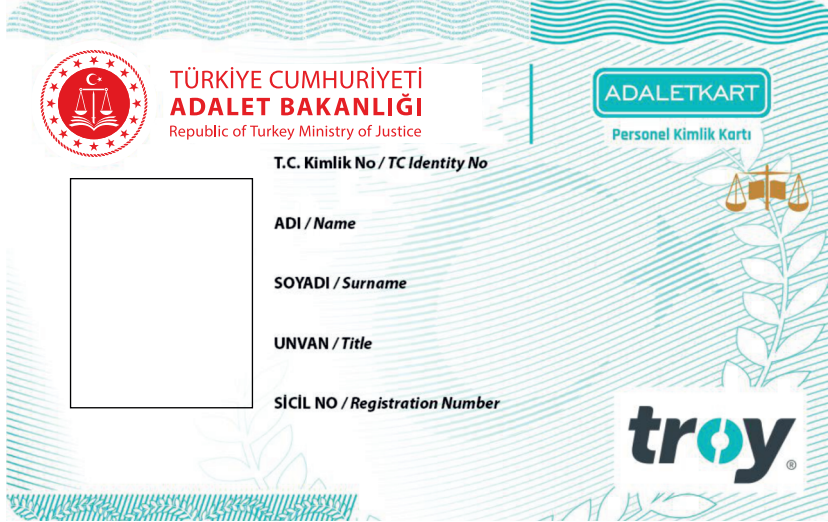 TÜRKİYE CUMHURİYETİ
ADALET BAKANLIĞI
Republic of Turkey Ministry of Justice
ADALETKART
Personel Kimlik Kartı
T.C. Kimlik No / TC Identity No
ADI / Name
SOYADI / Surname
UNVAN / Title
SİCİL NO / Registration Number
troy®